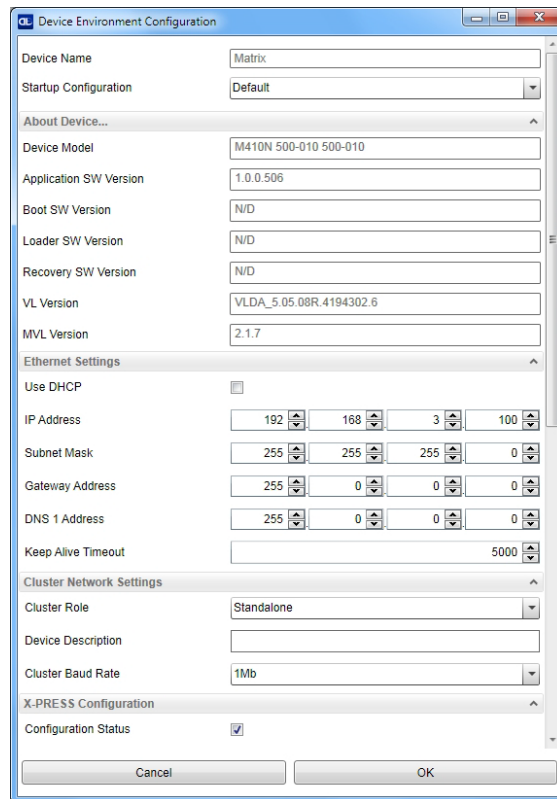 DL Device Environment Configuration
Device Name Matrix
Startup Configuration Default
About Device...
Device Model M410N 500-010 500-010
Application SW Version 1.0.0.506
Boot SW Version N/D
Loader SW Version N/D
Recovery SW Version N/D
VL Version VLDA_5.05.08R.4194302.6
MVL Version 2.1.7
Ethernet Settings
Use DHCP
IP Address 192 . 168 . 3 . 100
Subnet Mask 255 . 255 . 255 . 0
Gateway Address 255 . 0 . 0 . 0
DNS 1 Address 255 . 0 . 0 . 0
Keep Alive Timeout 5000
Cluster Network Settings
Cluster Role Standalone
Device Description
Cluster Baud Rate 1Mb
X-PRESS Configuration
Configuration Status
Cancel OK